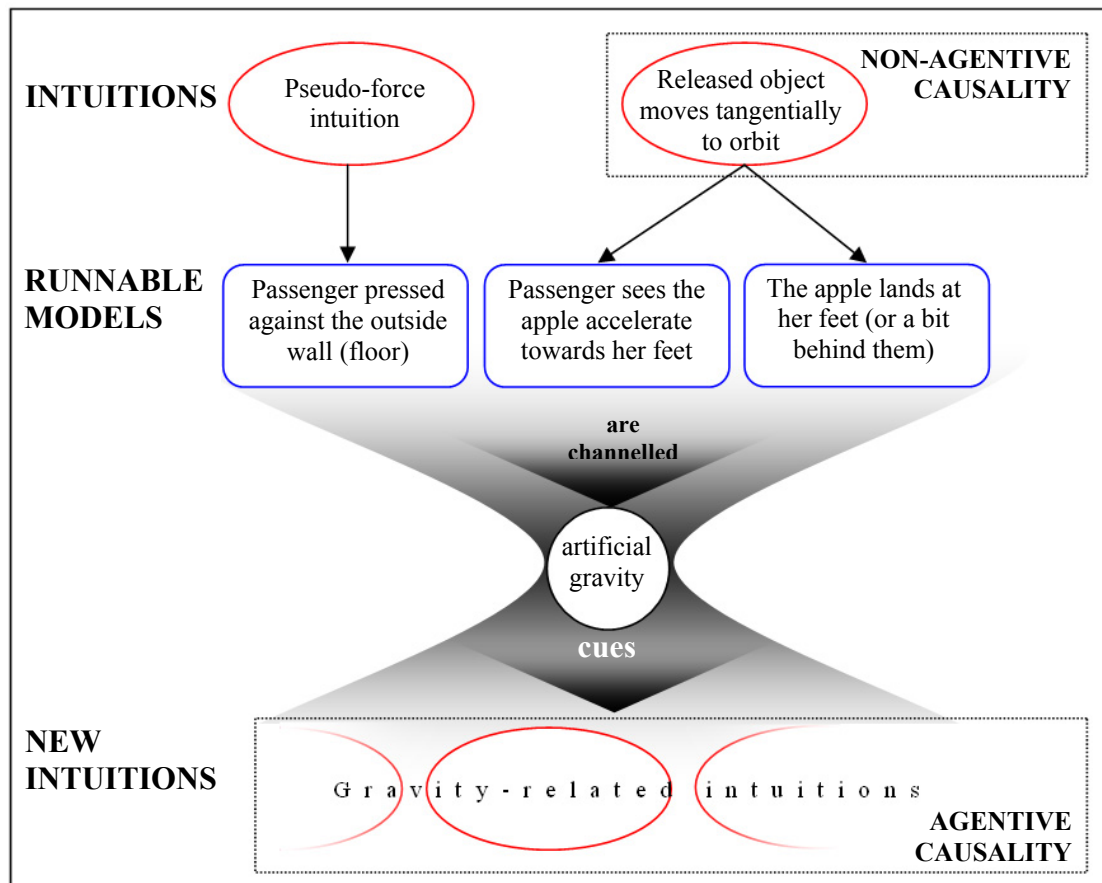 INTUITIONS
Pseudo-force
intuition
Released object
moves tangentially
to orbit
NON-AGENTIVE
CAUSALITY
RUNNABLE
MODELS
Passenger pressed
against the outside
wall (floor)
Passenger sees the
apple accelerate
towards her feet
The apple lands at
her feet (or a bit
behind them)
are
channelled
artificial
gravity
cues
NEW
INTUITIONS
Gravity-related intuitions
AGENTIVE
CAUSALITY